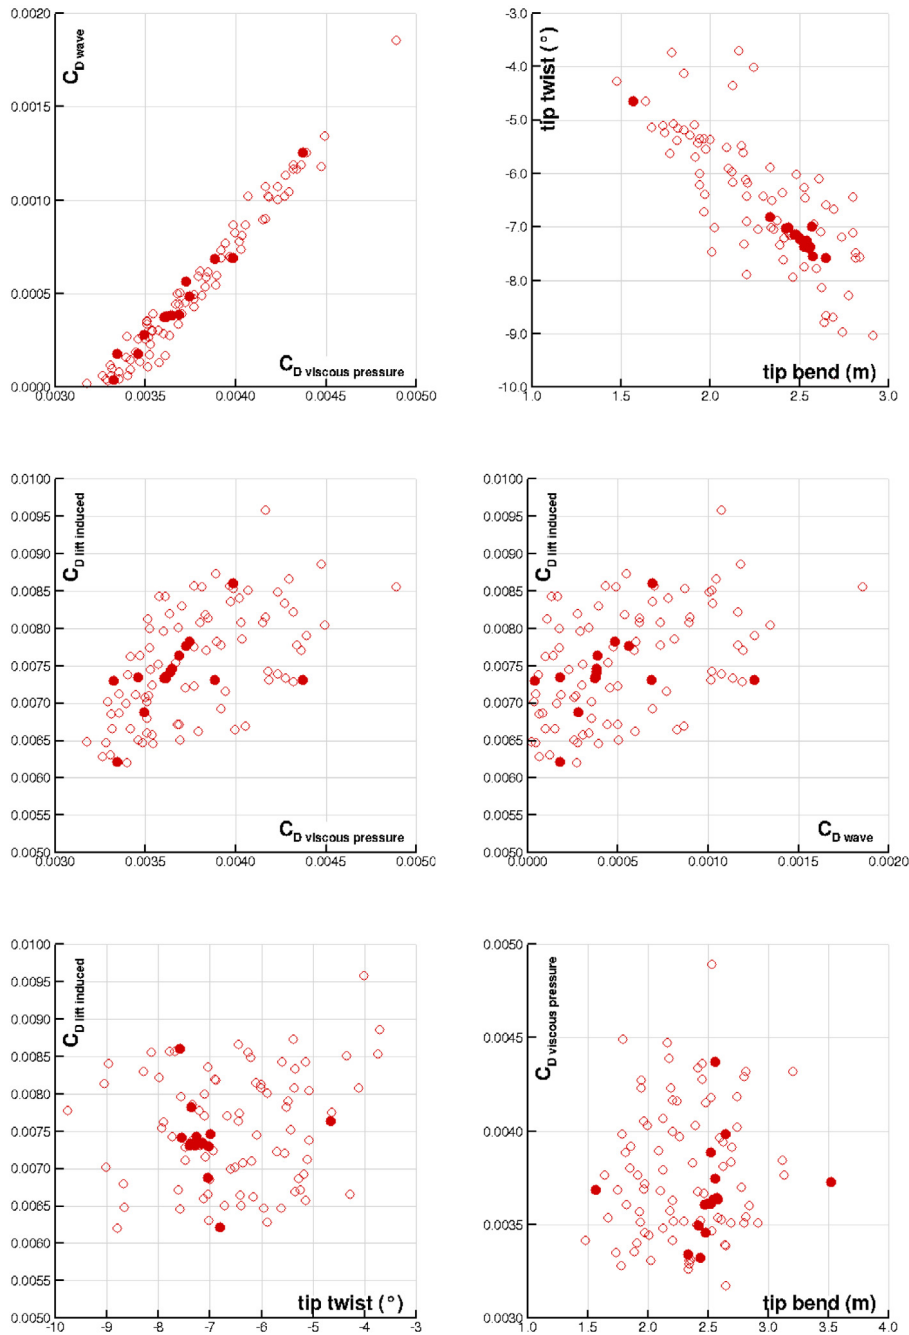 0.0020
C_D wave
0.0015
0.0010
0.0005
0.0000
C_D viscous pressure
0.0030 0.0035 0.0040 0.0045 0.0050
-3.0
tip twist (°)
-4.0
-5.0
-6.0
-7.0
-8.0
-9.0
-10.0
tip bend (m)
1.0 1.5 2.0 2.5 3.0
0.0100
C_D lift induced
0.0095
0.0090
0.0085
0.0080
0.0075
0.0070
0.0065
0.0060
0.0055
0.0050
C_D viscous pressure
0.0030 0.0035 0.0040 0.0045 0.0050
0.0100
C_D lift induced
0.0095
0.0090
0.0085
0.0080
0.0075
0.0070
0.0065
0.0060
0.0055
0.0050
C_D wave
0.0000 0.0005 0.0010 0.0015 0.0020
0.0100
C_D lift induced
0.0095
0.0090
0.0085
0.0080
0.0075
0.0070
0.0065
0.0060
0.0055
0.0050
tip twist (°)
-10 -9 -8 -7 -6 -5 -4 -3
0.0050
C_D viscous pressure
0.0045
0.0040
0.0035
0.0030
tip bend (m)
1.0 1.5 2.0 2.5 3.0 3.5 4.0